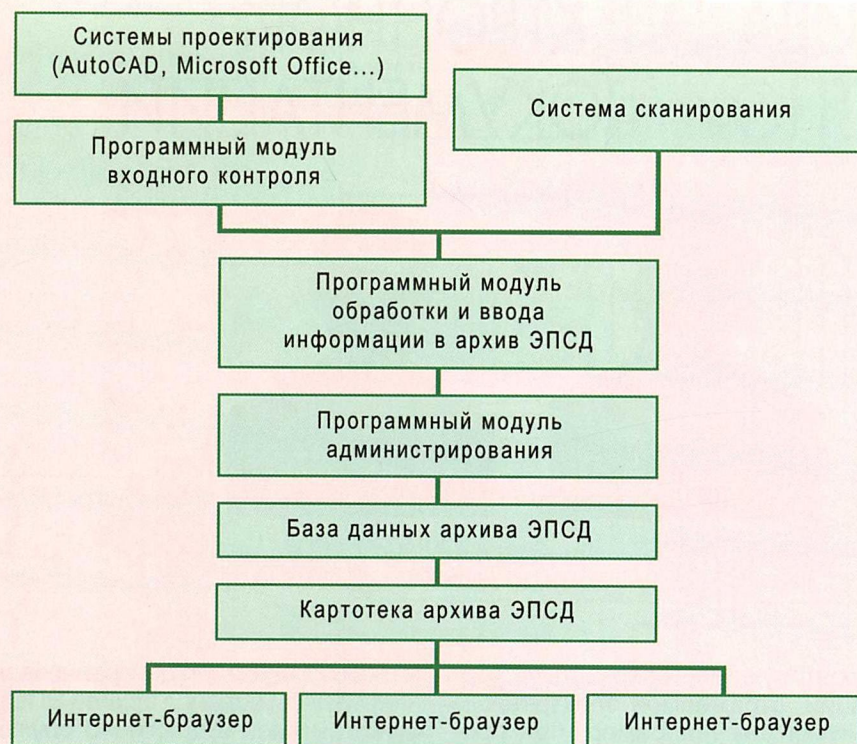 Системы проектирования
(AutoCAD, Microsoft Office...)
Система сканирования
Программный модуль
входного контроля
Программный модуль
обработки и ввода
информации в архив ЭПСД
Программный модуль
администрирования
База данных архива ЭПСД
Картотека архива ЭПСД
Интернет-браузер
Интернет-браузер
Интернет-браузер